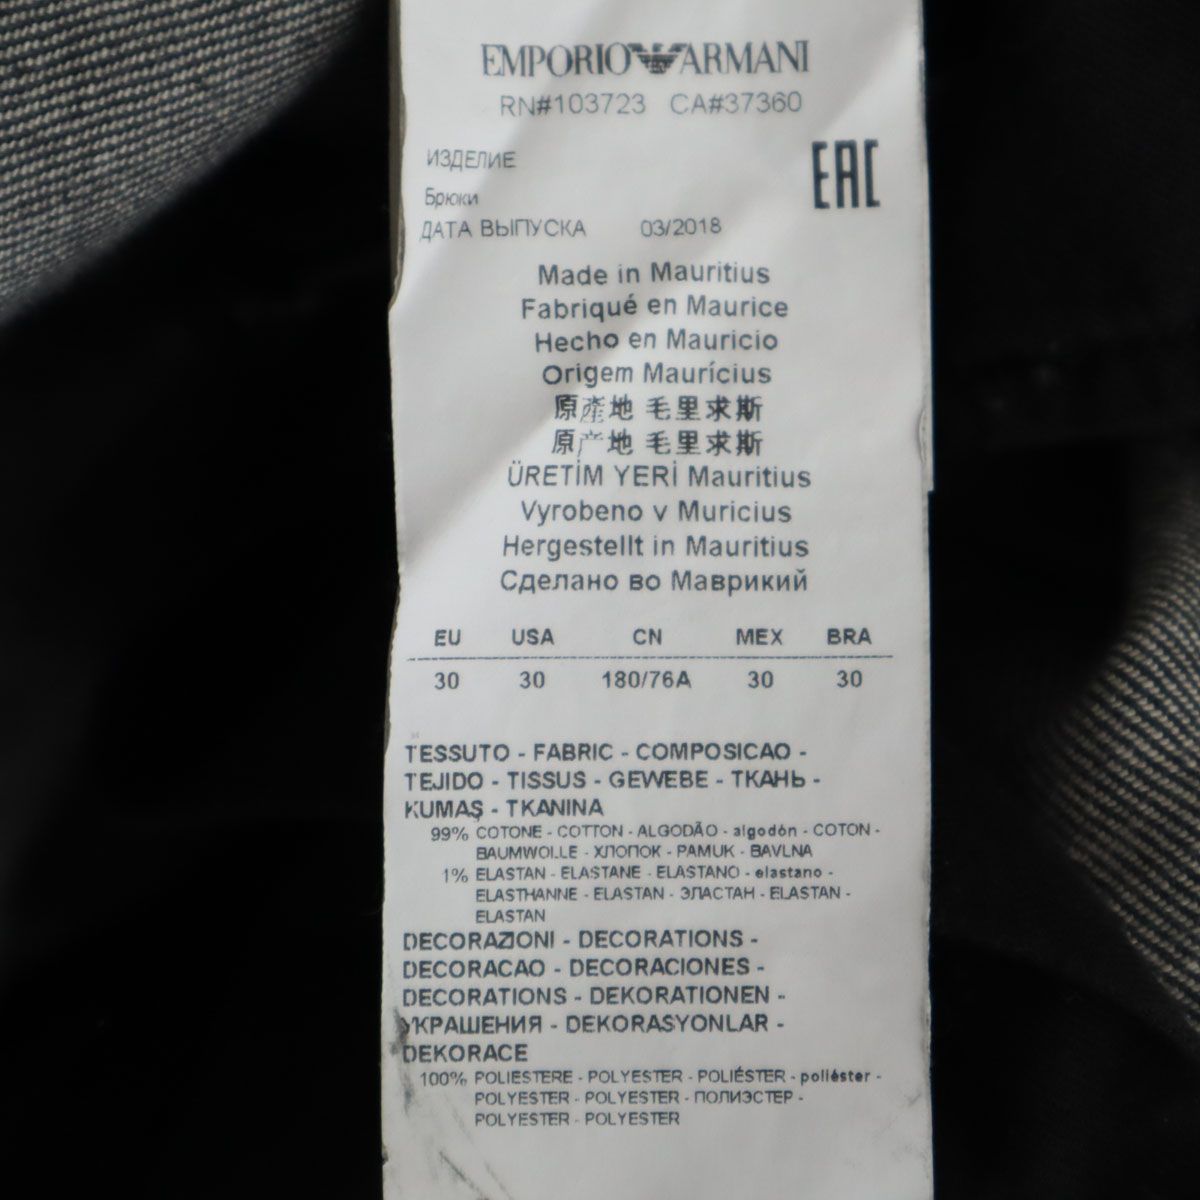 EMPORIO ARMANI
RN#103723 CA#37360
ИЗДЕЛИЕ
EAC
Брюки
ДАТА ВЫПУСКА 03/2018
Made in Mauritius
Fabriqué en Maurice
Hecho en Mauricio
Origem Maurícius
原產地 毛里求斯
原产地 毛里求斯
ÜRETİM YERİ Mauritius
Vyrobeno v Muricius
Hergestellt in Mauritius
Сделано во Маврикий
EU USA CN MEX BRA
30 30 180/76A 30 30
TESSUTO - FABRIC - COMPOSICAO -
TEJIDO - TISSUS - GEWEBE - ТКАНЬ -
KUMAŞ - TKANINA
99% COTONE - COTTON - ALGODÃO - algodón - COTON -
BAUMWOLLE - ХЛОПОК - PAMUK - BAVLNA
1% ELASTAN - ELASTANE - ELASTANO - elastano -
ELASTHANNE - ELASTAN - ЭЛАСТАН - ELASTAN -
ELASTAN
DECORAZIONI - DECORATIONS -
DECORACAO - DECORACIONES -
DECORATIONS - DEKORATIONEN -
УКРАШЕНИЯ - DEKORASYONLAR -
DEKORACE
100% POLIESTERE - POLYESTER - POLIÉSTER - poliéster -
POLYESTER - POLYESTER - ПОЛИЭСТЕР -
POLYESTER - POLYESTER